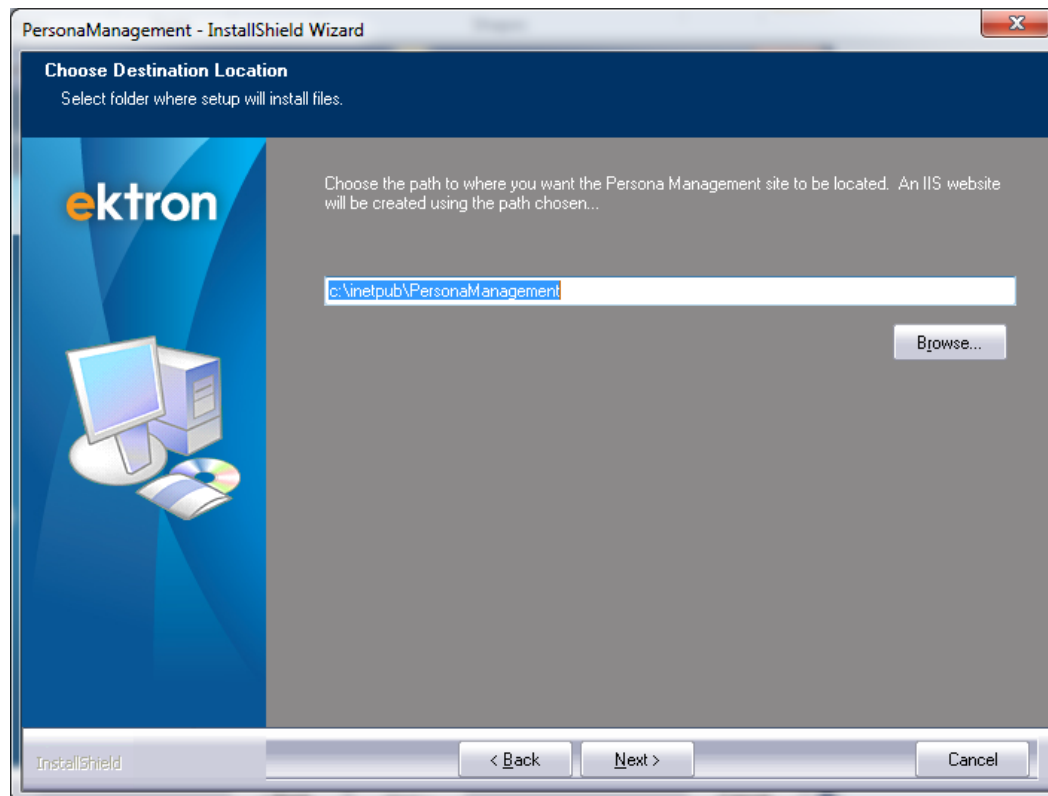 PersonaManagement - InstallShield Wizard
Choose Destination Location
Select folder where setup will install files.
ektron
Choose the path to where you want the Persona Management site to be located. An IIS website
will be created using the path chosen...
c:\inetpub\PersonaManagement
Browse...
InstallShield
< Back
Next >
Cancel